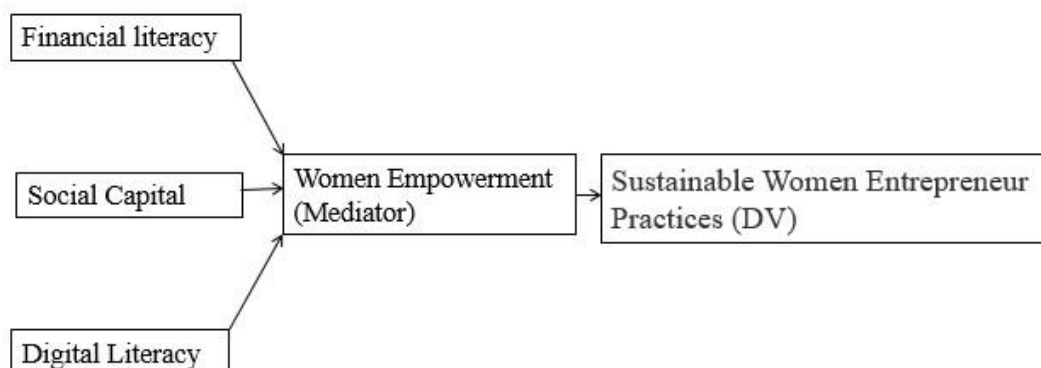 Financial literacy
Social Capital
Women Empowerment
(Mediator)
Sustainable Women Entrepreneur
Practices (DV)
Digital Literacy